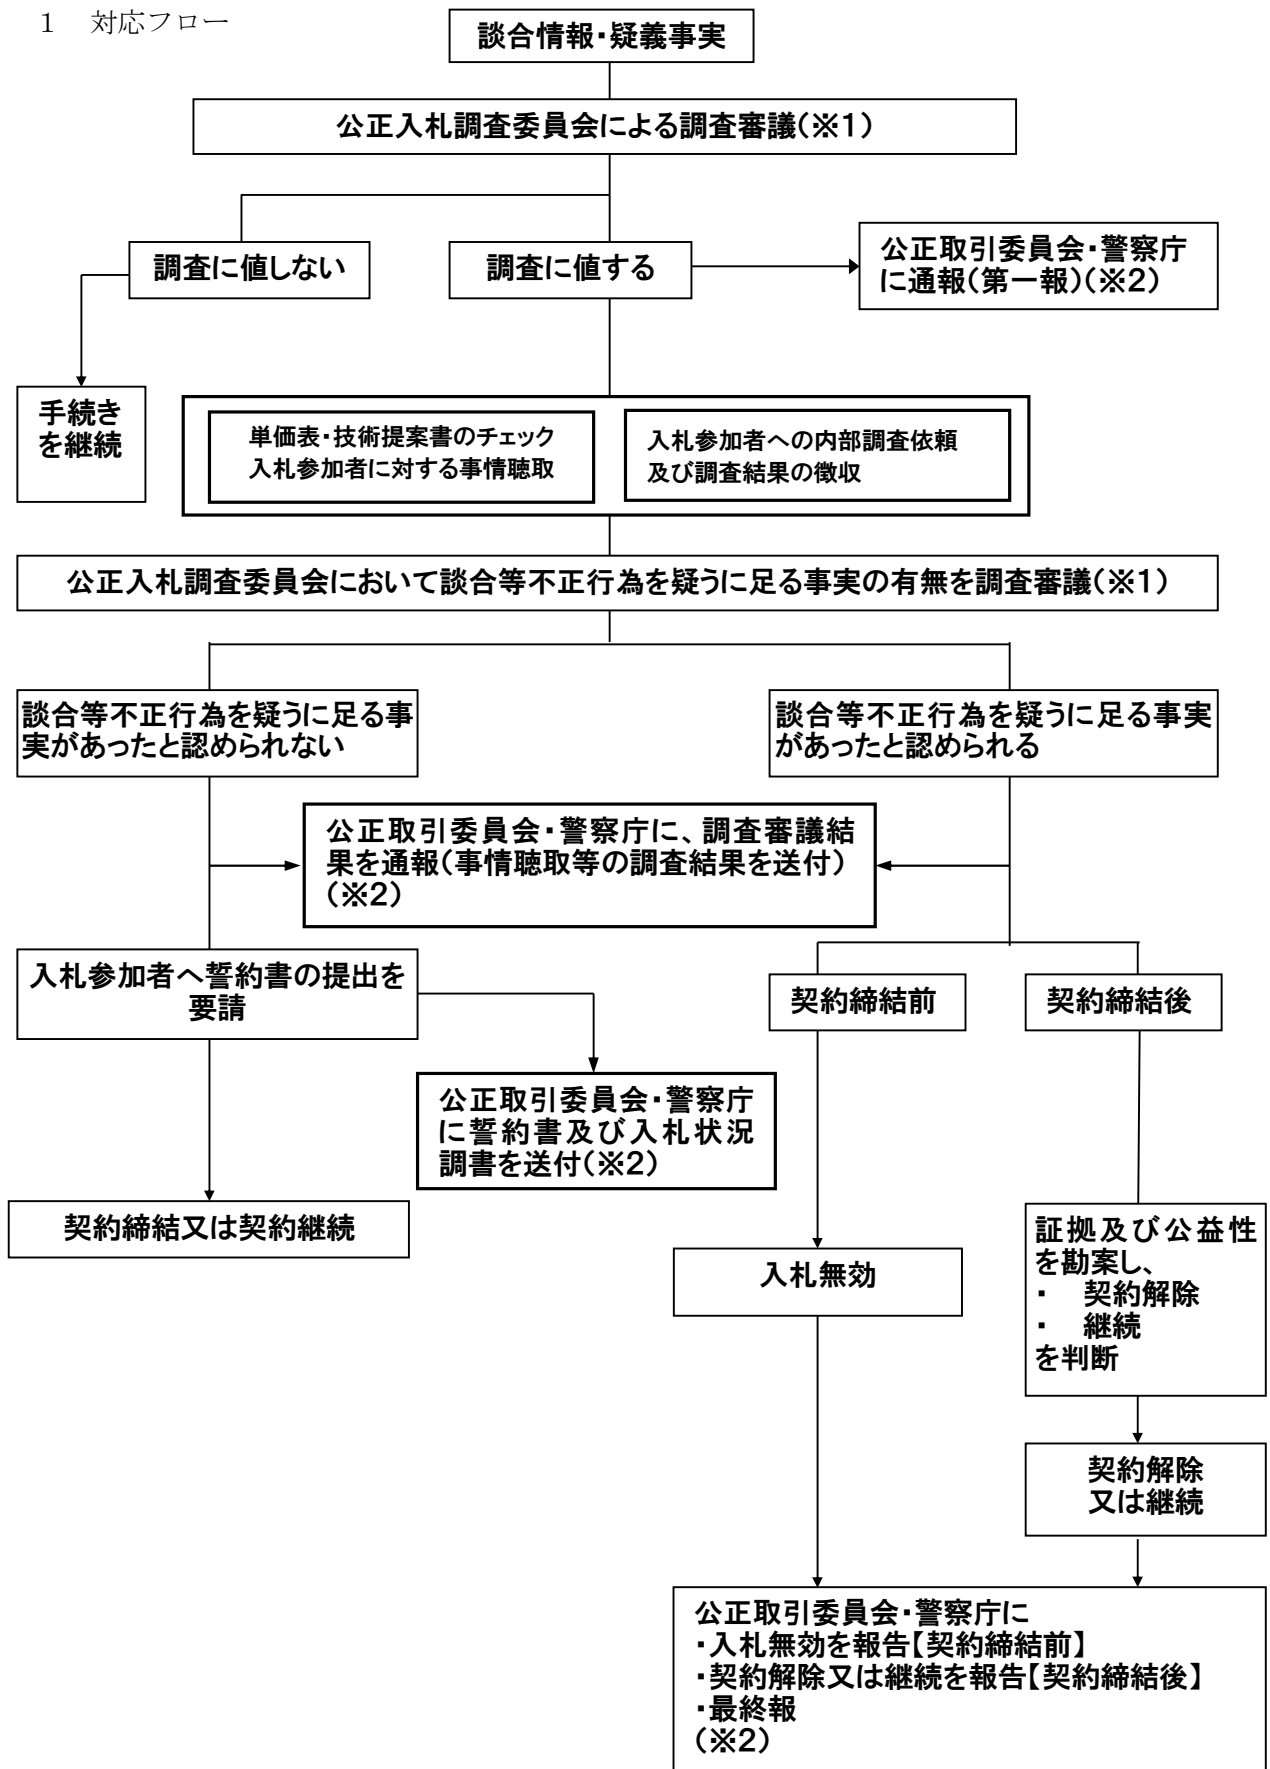 1 対応フロー
談合情報・疑義事実
公正入札調査委員会による調査審議(※1)
調査に値しない
調査に値する
公正取引委員会・警察庁
に通報(第一報)(※2)
手続き
を継続
単価表・技術提案書のチェック
入札参加者に対する事情聴取
入札参加者への内部調査依頼
及び調査結果の徴収
公正入札調査委員会において談合等不正行為を疑うに足る事実の有無を調査審議(※1)
談合等不正行為を疑うに足る事
実があったと認められない
談合等不正行為を疑うに足る事実
があったと認められる
公正取引委員会・警察庁に、調査審議結
果を通報(事情聴取等の調査結果を送付)
(※2)
入札参加者へ誓約書の提出を
要請
契約締結前
契約締結後
公正取引委員会・警察庁
に誓約書及び入札状況
調書を送付(※2)
契約締結又は契約継続
入札無効
証拠及び公益性
を勘案し、
・ 契約解除
・ 継続
を判断
契約解除
又は継続
公正取引委員会・警察庁に
・入札無効を報告【契約締結前】
・契約解除又は継続を報告【契約締結後】
・最終報
(※2)